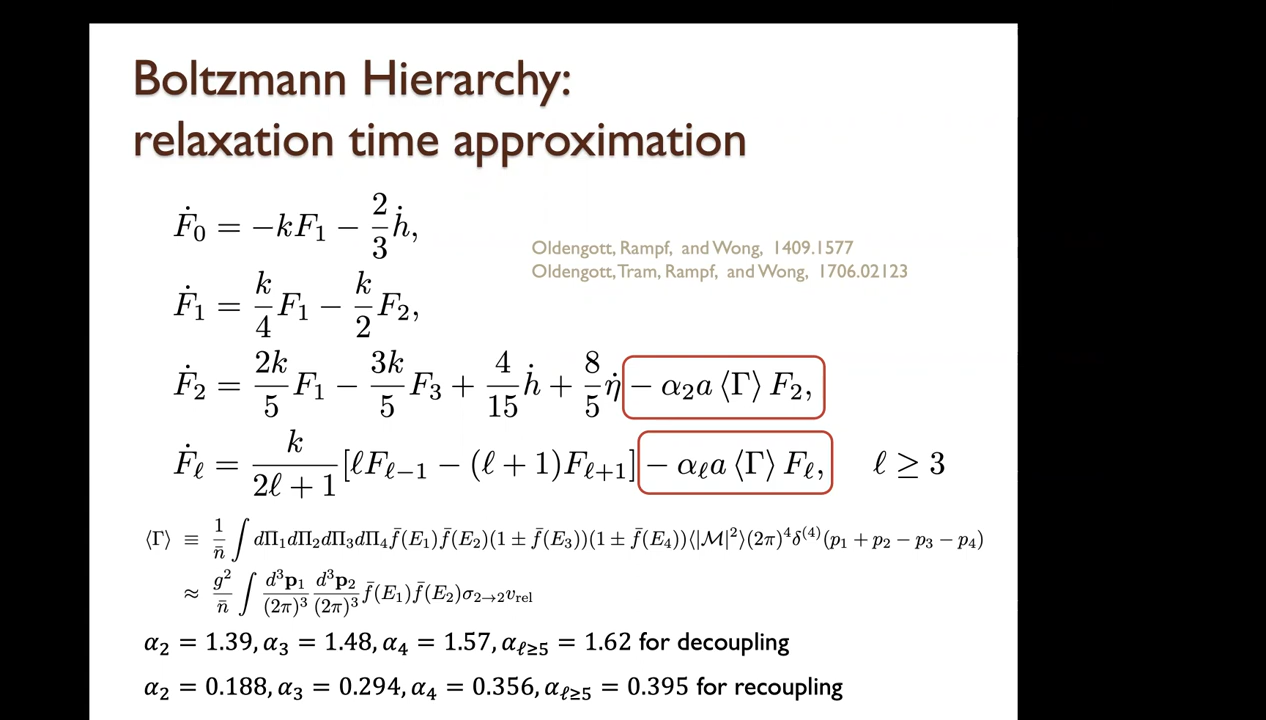 Boltzmann Hierarchy:
relaxation time approximation
Ḟ₀ = −kF₁ − 2/3 ḣ,
Oldengott, Rampf, and Wong, 1409.1577
Oldengott, Tram, Rampf, and Wong, 1706.02123
Ḟ₁ = k/4 F₁ − k/2 F₂,
Ḟ₂ = 2k/5 F₁ − 3k/5 F₃ + 4/15 ḣ + 8/5 η̇ − α₂a ⟨Γ⟩ F₂,
Ḟ_ℓ = k/(2ℓ + 1) [ℓF_{ℓ−1} − (ℓ + 1)F_{ℓ+1}] − α_ℓa ⟨Γ⟩ F_ℓ, ℓ ≥ 3
⟨Γ⟩ ≡ 1/n̄ ∫ dΠ₁dΠ₂dΠ₃dΠ₄f̄(E₁)f̄(E₂)(1 ± f̄(E₃))(1 ± f̄(E₄))⟨|ℳ|²⟩(2π)⁴δ⁽⁴⁾(p₁ + p₂ − p₃ − p₄)
≈ g²/n̄ ∫ d³𝐩₁/(2π)³ d³𝐩₂/(2π)³ f̄(E₁)f̄(E₂)σ_{2→2}v_rel
α₂ = 1.39, α₃ = 1.48, α₄ = 1.57, α_{ℓ≥5} = 1.62 for decoupling
α₂ = 0.188, α₃ = 0.294, α₄ = 0.356, α_{ℓ≥5} = 0.395 for recoupling